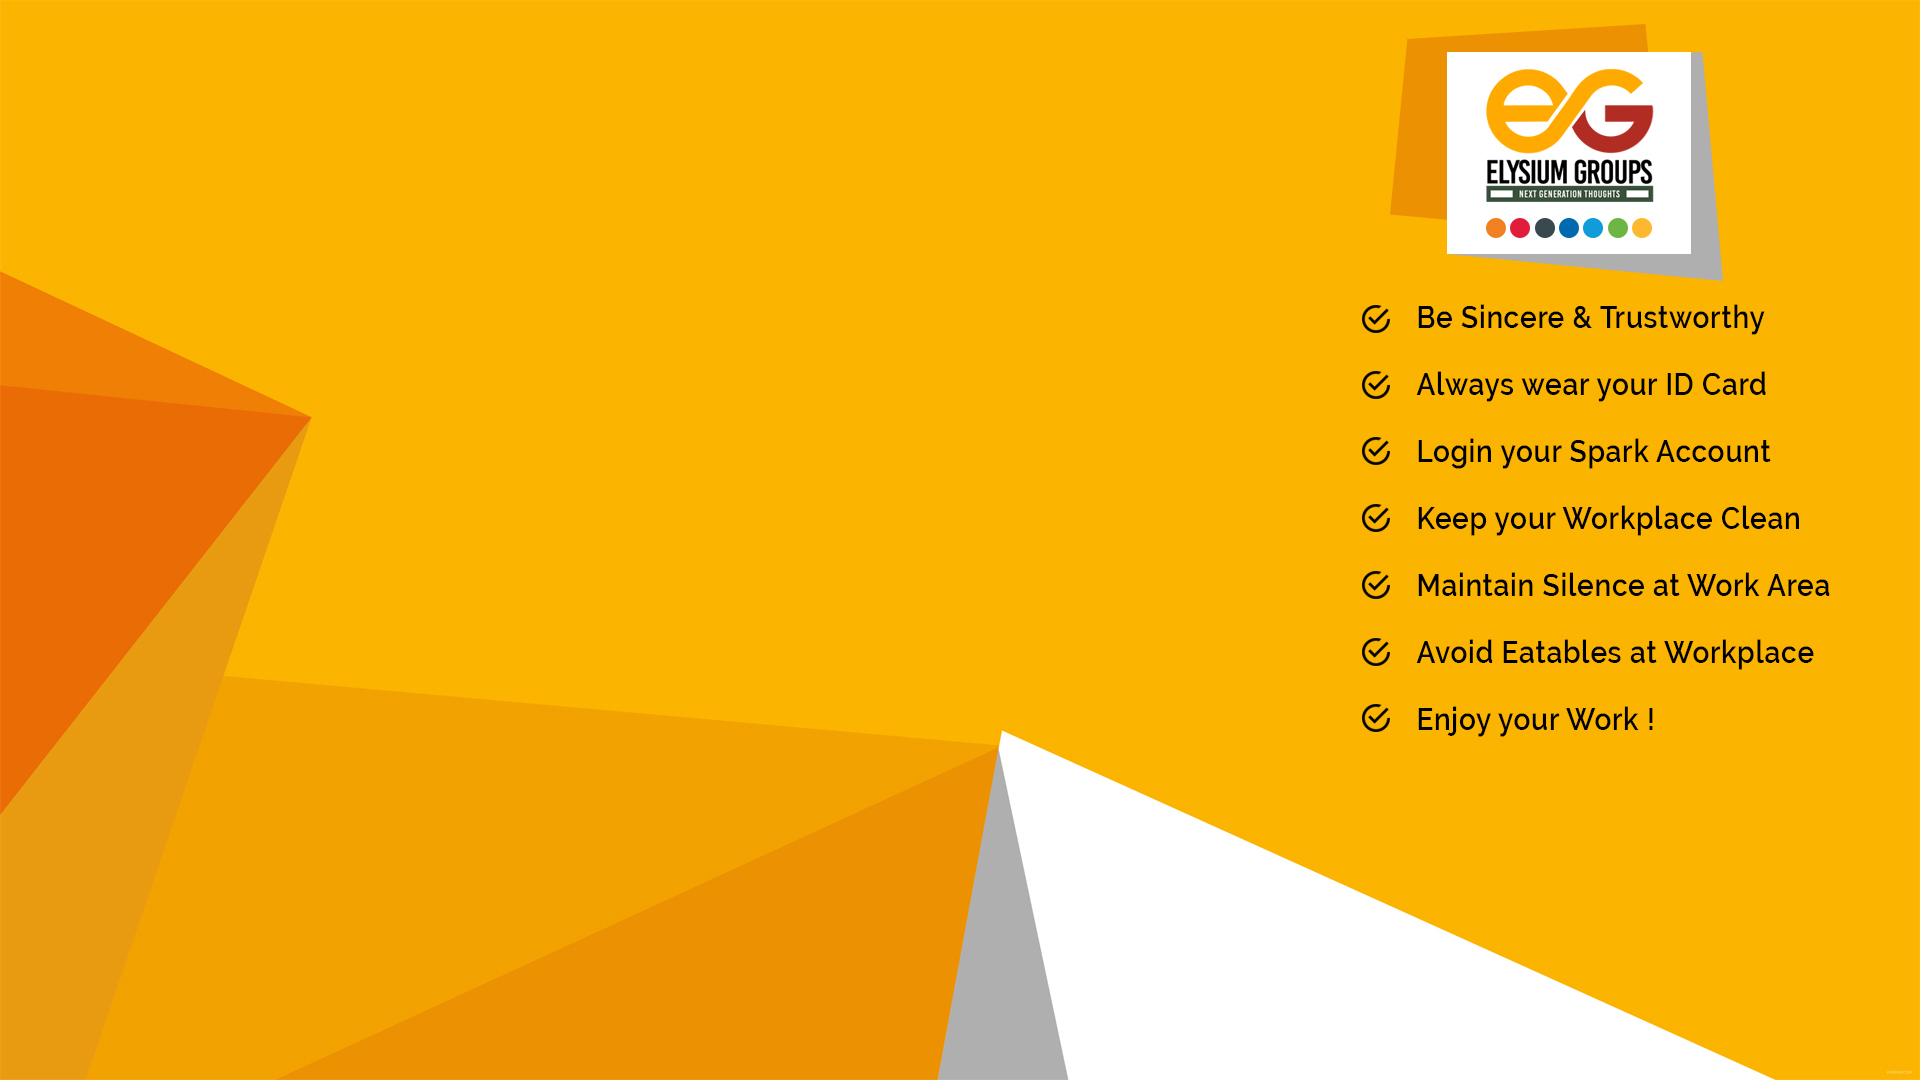 ELYSIUM GROUPS
NEXT GENERATION THOUGHTS
Be Sincere & Trustworthy
Always wear your ID Card
Login your Spark Account
Keep your Workplace Clean
Maintain Silence at Work Area
Avoid Eatables at Workplace
Enjoy your Work !